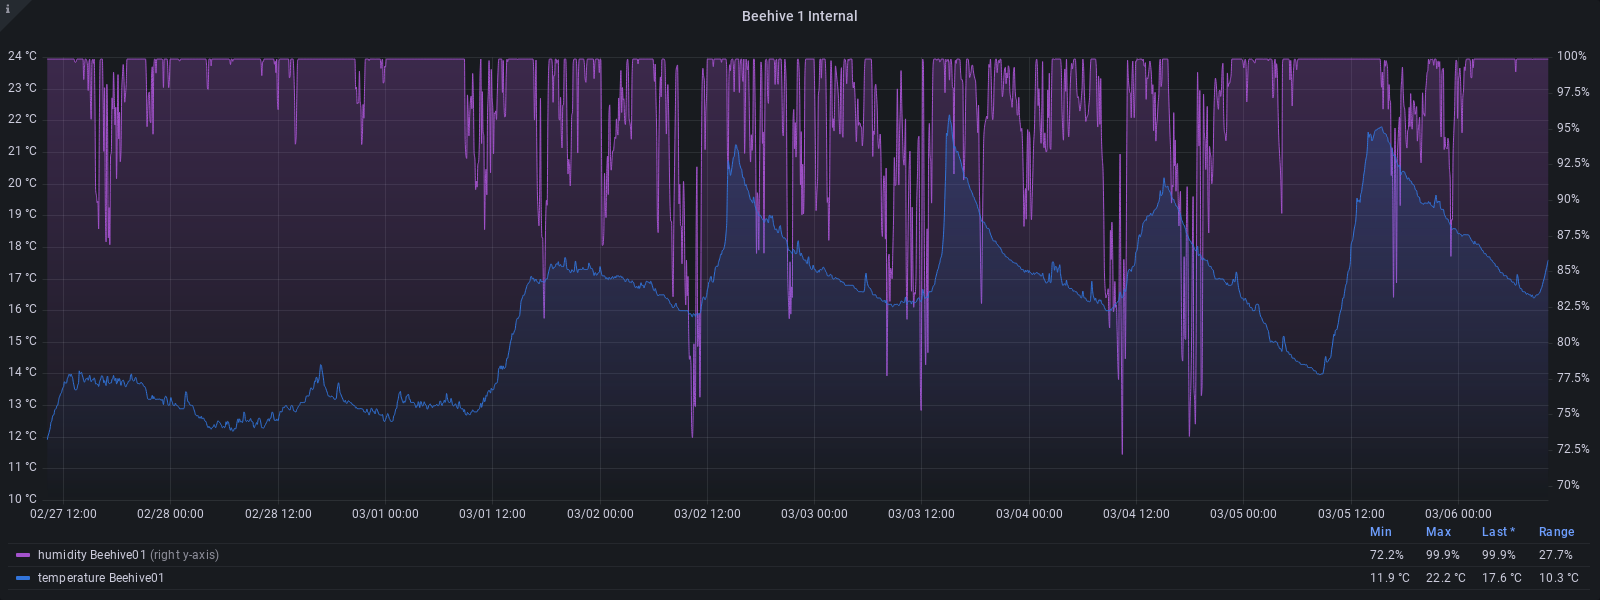 i
Beehive 1 Internal
24 °C
23 °C
22 °C
21 °C
20 °C
19 °C
18 °C
17 °C
16 °C
15 °C
14 °C
13 °C
12 °C
11 °C
10 °C
100%
97.5%
95%
92.5%
90%
87.5%
85%
82.5%
80%
77.5%
75%
72.5%
70%
02/27 12:00 02/28 00:00 02/28 12:00 03/01 00:00 03/01 12:00 03/02 00:00 03/02 12:00 03/03 00:00 03/03 12:00 03/04 00:00 03/04 12:00 03/05 00:00 03/05 12:00 03/06 00:00
Min Max Last * Range
humidity Beehive01 (right y-axis) 72.2% 99.9% 99.9% 27.7%
temperature Beehive01 11.9 °C 22.2 °C 17.6 °C 10.3 °C